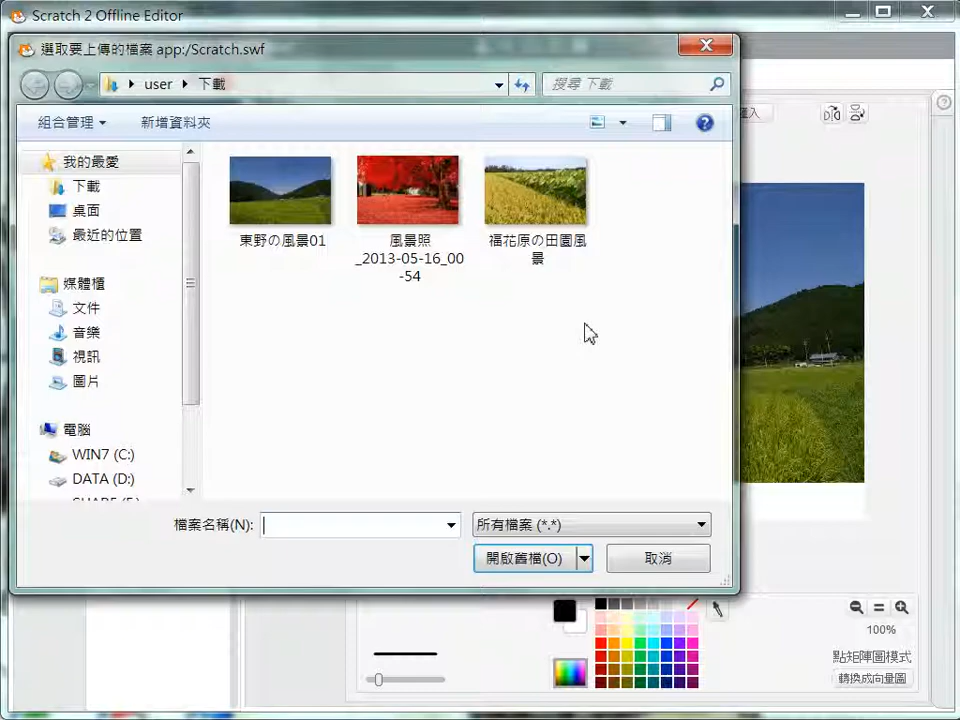 Scratch 2 Offline Editor
選取要上傳的檔案 app:/Scratch.swf
user
下載
搜尋 下載
組合管理
新增資料夾
匯入
我的最愛
下載
桌面
最近的位置
媒體櫃
文件
音樂
視訊
圖片
電腦
WIN7 (C:)
DATA (D:)
東野の風景01
風景照
_2013-05-16_00
-54
福花原の田園風
景
檔案名稱(N):
所有檔案 (*.*)
開啟舊檔(O)
取消
100%
點矩陣圖模式
轉換成向量圖